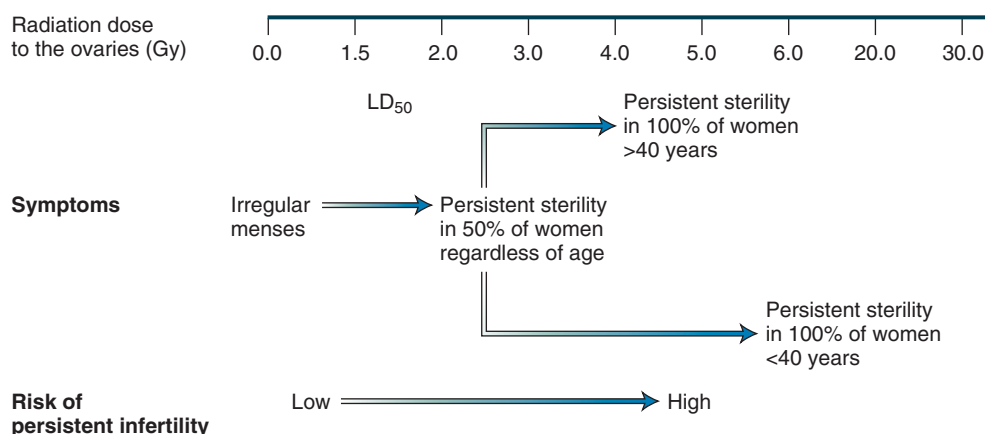 Radiation dose
to the ovaries (Gy)
0.0 1.5 2.0 3.0 4.0 5.0 6.0 20.0 30.0
LD50
Persistent sterility
in 100% of women
>40 years
Symptoms
Irregular
menses
Persistent sterility
in 50% of women
regardless of age
Persistent sterility
in 100% of women
<40 years
Risk of
persistent infertility
Low
High